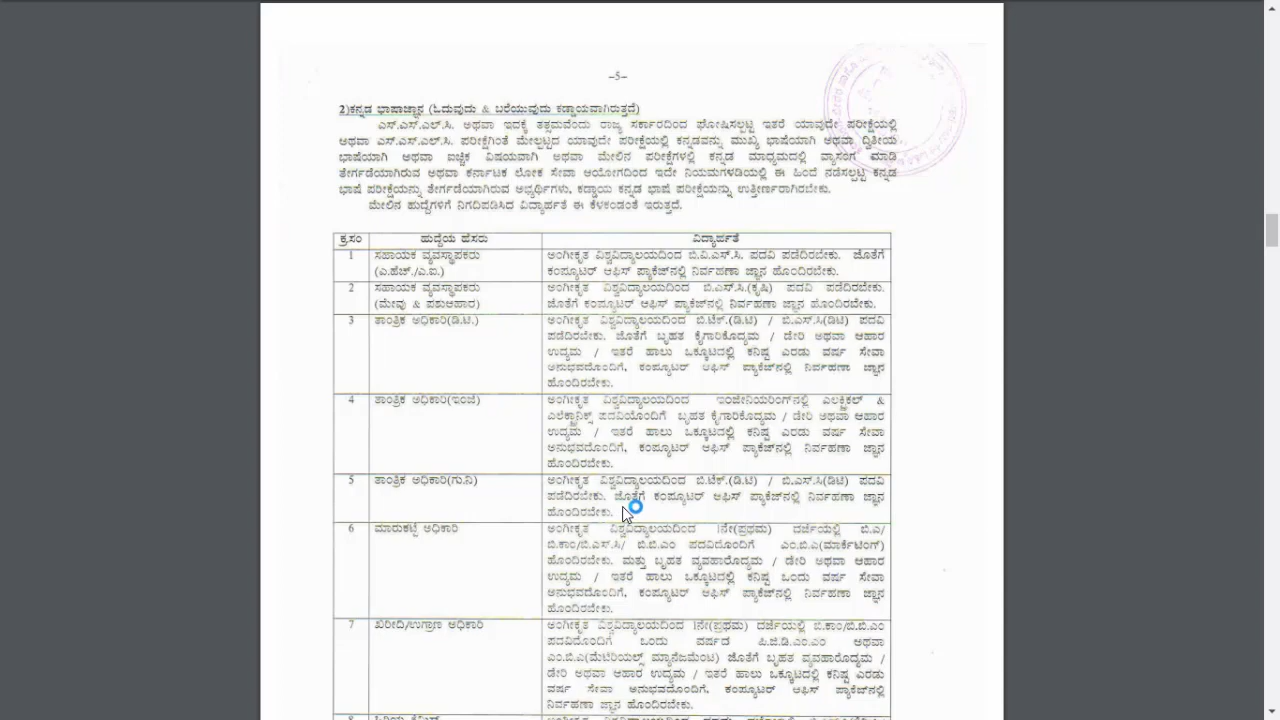 –5–
2)ಕನ್ನಡ ಭಾಷಾಜ್ಞಾನ (ಓದುವುದು & ಬರೆಯುವುದು ಕಡ್ಡಾಯವಾಗಿರುತ್ತದೆ)
ಎಸ್.ಎಸ್.ಎಲ್.ಸಿ. ಅಥವಾ ಇದಕ್ಕೆ ತತ್ಸಮವೆಂದು ರಾಜ್ಯ ಸರ್ಕಾರದಿಂದ ಘೋಷಿಸಲ್ಪಟ್ಟ ಇತರೆ ಯಾವುದೇ ಪರೀಕ್ಷೆಯಲ್ಲಿ
ಅಥವಾ ಎಸ್.ಎಸ್.ಎಲ್.ಸಿ. ಪರೀಕ್ಷೆಗಿಂತ ಮೇಲ್ಪಟ್ಟದ ಯಾವುದೇ ಪರೀಕ್ಷೆಯಲ್ಲಿ ಕನ್ನಡವನ್ನು ಮುಖ್ಯ ಭಾಷೆಯಾಗಿ ಅಥವಾ ದ್ವಿತೀಯ
ಭಾಷೆಯಾಗಿ ಅಥವಾ ಐಚ್ಛಿಕ ವಿಷಯವಾಗಿ ಅಥವಾ ಮೇಲಿನ ಪರೀಕ್ಷೆಗಳಲ್ಲಿ ಕನ್ನಡ ಮಾಧ್ಯಮದಲ್ಲಿ ವ್ಯಾಸಂಗ ಮಾಡಿ
ತೇರ್ಗಡೆಯಾಗಿರುವ ಅಥವಾ ಕರ್ನಾಟಕ ಲೋಕ ಸೇವಾ ಆಯೋಗದಿಂದ ಇದೇ ನಿಯಮಗಳಡಿಯಲ್ಲಿ ಈ ಹಿಂದೆ ನಡೆಸಲ್ಪಟ್ಟ ಕನ್ನಡ
ಭಾಷೆ ಪರೀಕ್ಷೆಯನ್ನು ತೇರ್ಗಡೆಯಾಗಿರುವ ಅಭ್ಯರ್ಥಿಗಳು, ಕಡ್ಡಾಯ ಕನ್ನಡ ಭಾಷೆ ಪರೀಕ್ಷೆಯನ್ನು ಉತ್ತೀರ್ಣರಾಗಿರಬೇಕು.
ಮೇಲಿನ ಹುದ್ದೆಗಳಿಗೆ ನಿಗದಿಪಡಿಸಿದ ವಿದ್ಯಾರ್ಹತೆ ಈ ಕೆಳಕಂಡಂತೆ ಇರುತ್ತದೆ.
ಕ್ರ.ಸಂ ಹುದ್ದೆಯ ಹೆಸರು ವಿದ್ಯಾರ್ಹತೆ
1 ಸಹಾಯಕ ವ್ಯವಸ್ಥಾಪಕರು ಅಂಗೀಕೃತ ವಿಶ್ವವಿದ್ಯಾಲಯದಿಂದ ಬಿ.ವಿ.ಎಸ್.ಸಿ. ಪದವಿ ಪಡೆದಿರಬೇಕು. ಜೊತೆಗೆ
(ಎ.ಹೆಚ್./ಎ.ಐ.) ಕಂಪ್ಯೂಟರ್ ಆಫೀಸ್ ಪ್ಯಾಕೇಜ್‌ನಲ್ಲಿ ನಿರ್ವಹಣಾ ಜ್ಞಾನ ಹೊಂದಿರಬೇಕು.
2 ಸಹಾಯಕ ವ್ಯವಸ್ಥಾಪಕರು ಅಂಗೀಕೃತ ವಿಶ್ವವಿದ್ಯಾಲಯದಿಂದ ಬಿ.ಎಸ್.ಸಿ.(ಕೃಷಿ) ಪದವಿ ಪಡೆದಿರಬೇಕು.
(ಮೇವು & ಪಶುಆಹಾರ) ಜೊತೆಗೆ ಕಂಪ್ಯೂಟರ್ ಆಫೀಸ್ ಪ್ಯಾಕೇಜ್‌ನಲ್ಲಿ ನಿರ್ವಹಣಾ ಜ್ಞಾನ ಹೊಂದಿರಬೇಕು.
3 ತಾಂತ್ರಿಕ ಅಧಿಕಾರಿ(ಡಿ.ಟಿ.) ಅಂಗೀಕೃತ ವಿಶ್ವವಿದ್ಯಾಲಯದಿಂದ ಬಿ.ಟೆಕ್.(ಡಿ.ಟಿ) / ಬಿ.ಎಸ್.ಸಿ(ಡಿಟಿ) ಪದವಿ
ಪಡೆದಿರಬೇಕು. ಜೊತೆಗೆ ಬೃಹತ ಕೈಗಾರಿಕೊದ್ಯಮ / ಡೇರಿ ಅಥವಾ ಆಹಾರ
ಉದ್ಯಮ / ಇತರೆ ಹಾಲು ಒಕ್ಕೂಟದಲ್ಲಿ ಕನಿಷ್ಠ ಎರಡು ವರ್ಷ ಸೇವಾ
ಅನುಭವದೊಂದಿಗೆ, ಕಂಪ್ಯೂಟರ್ ಆಫೀಸ್ ಪ್ಯಾಕೇಜ್‌ನಲ್ಲಿ ನಿರ್ವಹಣಾ ಜ್ಞಾನ
ಹೊಂದಿರಬೇಕು.
4 ತಾಂತ್ರಿಕ ಅಧಿಕಾರಿ(ಇಂಜಿ) ಅಂಗೀಕೃತ ವಿಶ್ವವಿದ್ಯಾಲಯದಿಂದ ಇಂಜೀನಿಯರಿಂಗ್‌ನಲ್ಲಿ ಎಲಕ್ಟ್ರಿಕಲ್ &
ಎಲೆಕ್ಟ್ರಾನಿಕ್ಸ್ ಪದವಿಯೊಂದಿಗೆ ಬೃಹತ ಕೈಗಾರಿಕೊದ್ಯಮ / ಡೇರಿ ಅಥವಾ ಆಹಾರ
ಉದ್ಯಮ / ಇತರೆ ಹಾಲು ಒಕ್ಕೂಟದಲ್ಲಿ ಕನಿಷ್ಠ ಎರಡು ವರ್ಷ ಸೇವಾ
ಅನುಭವದೊಂದಿಗೆ, ಕಂಪ್ಯೂಟರ್ ಆಫೀಸ್ ಪ್ಯಾಕೇಜ್‌ನಲ್ಲಿ ನಿರ್ವಹಣಾ ಜ್ಞಾನ
ಹೊಂದಿರಬೇಕು.
5 ತಾಂತ್ರಿಕ ಅಧಿಕಾರಿ(ಗು.ನಿ) ಅಂಗೀಕೃತ ವಿಶ್ವವಿದ್ಯಾಲಯದಿಂದ ಬಿ.ಟೆಕ್.(ಡಿ.ಟಿ) / ಬಿ.ಎಸ್.ಸಿ(ಡಿಟಿ) ಪದವಿ
ಪಡೆದಿರಬೇಕು. ಜೊತೆಗೆ ಕಂಪ್ಯೂಟರ್ ಆಫೀಸ್ ಪ್ಯಾಕೇಜ್‌ನಲ್ಲಿ ನಿರ್ವಹಣಾ ಜ್ಞಾನ
ಹೊಂದಿರಬೇಕು.
6 ಮಾರುಕಟ್ಟೆ ಅಧಿಕಾರಿ ಅಂಗೀಕೃತ ವಿಶ್ವವಿದ್ಯಾಲಯದಿಂದ 1ನೇ(ಪ್ರಥಮ) ದರ್ಜೆಯಲ್ಲಿ ಬಿ.ಎ/
ಬಿ.ಕಾಂ/ಬಿ.ಎಸ್.ಸಿ/ ಬಿ.ಬಿ.ಎಂ ಪದವಿದೊಂದಿಗೆ ಎಂ.ಬಿ.ಎ(ಮಾರ್ಕೆಟಿಂಗ್)
ಹೊಂದಿರಬೇಕು. ಮತ್ತು ಬೃಹತ ವ್ಯವಹಾರೊದ್ಯಮ / ಡೇರಿ ಅಥವಾ ಆಹಾರ
ಉದ್ಯಮ / ಇತರೆ ಹಾಲು ಒಕ್ಕೂಟದಲ್ಲಿ ಕನಿಷ್ಠ ಒಂದು ವರ್ಷ ಸೇವಾ
ಅನುಭವದೊಂದಿಗೆ, ಕಂಪ್ಯೂಟರ್ ಆಫೀಸ್ ಪ್ಯಾಕೇಜ್‌ನಲ್ಲಿ ನಿರ್ವಹಣಾ ಜ್ಞಾನ
ಹೊಂದಿರಬೇಕು.
7 ಖರೀದಿ/ಉಗ್ರಾಣ ಅಧಿಕಾರಿ ಅಂಗೀಕೃತ ವಿಶ್ವವಿದ್ಯಾಲಯದಿಂದ 1ನೇ(ಪ್ರಥಮ) ದರ್ಜೆಯಲ್ಲಿ ಬಿ.ಕಾಂ/ಬಿ.ಬಿ.ಎಂ
ಪದವಿದೊಂದಿಗೆ ಒಂದು ವರ್ಷದ ಪಿ.ಜಿ.ಡಿ.ಎಂ.ಎಂ ಅಥವಾ
ಎಂ.ಬಿ.ಎ(ಮೆಟಿರಿಯಲ್ಸ್ ಮ್ಯಾನೇಜಮೆಂಟ) ಜೊತೆಗೆ ಬೃಹತ ವ್ಯವಹಾರೊದ್ಯಮ /
ಡೇರಿ ಅಥವಾ ಆಹಾರ ಉದ್ಯಮ / ಇತರೆ ಹಾಲು ಒಕ್ಕೂಟದಲ್ಲಿ ಕನಿಷ್ಠ ಎರಡು
ವರ್ಷ ಸೇವಾ ಅನುಭವದೊಂದಿಗೆ, ಕಂಪ್ಯೂಟರ್ ಆಫೀಸ್ ಪ್ಯಾಕೇಜ್‌ನಲ್ಲಿ
ನಿರ್ವಹಣಾ ಜ್ಞಾನ ಹೊಂದಿರಬೇಕು.